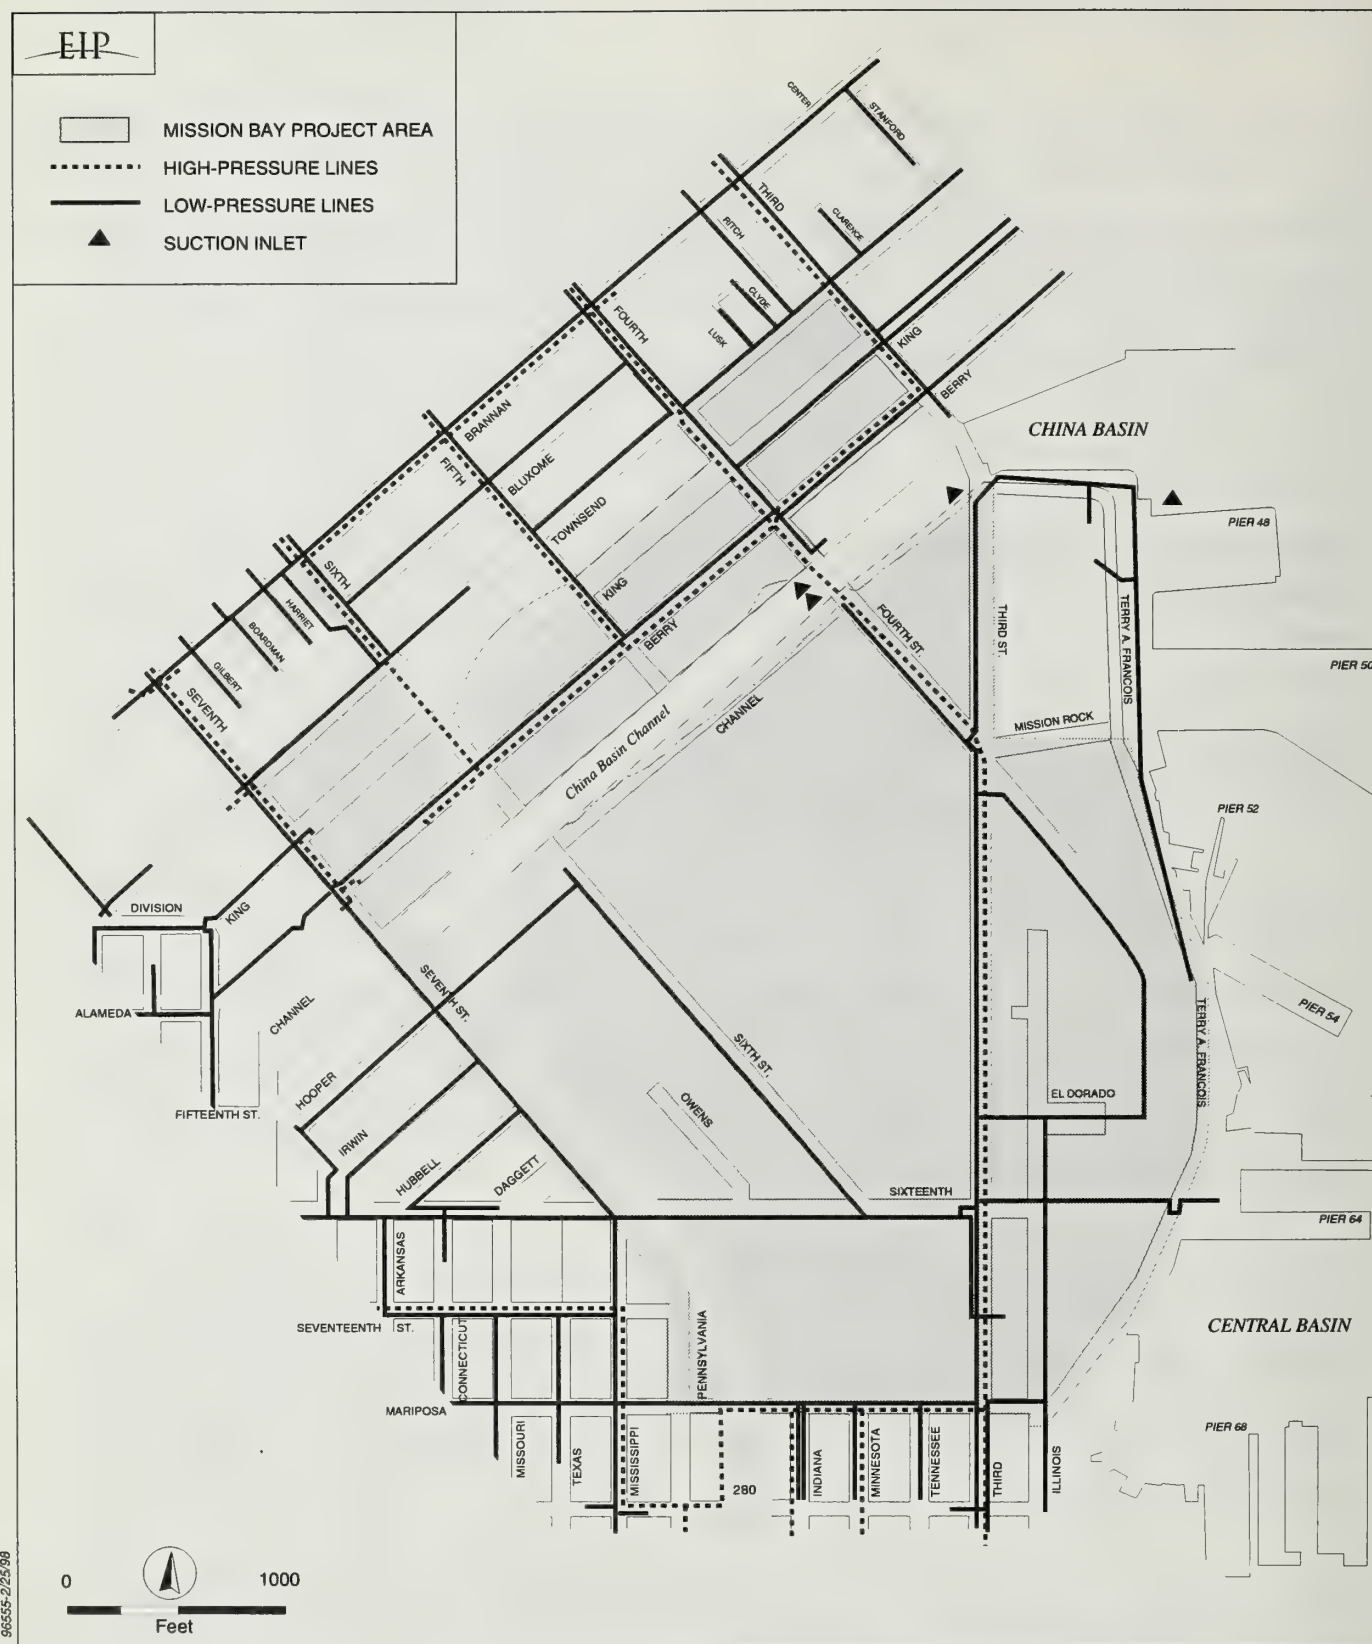 EIP
MISSION BAY PROJECT AREA
HIGH-PRESSURE LINES
LOW-PRESSURE LINES
SUCTION INLET
CENTER
STANFORD
THIRD
RITCH
CLARENCE
CLYDE
LUSK
FOURTH
KING
BERRY
BRANNAN
FIFTH
BLUXOME
TOWNSEND
CHINA BASIN
PIER 48
SIXTH
KING
BERRY
HARRIET
BOARDMAN
GILBERT
SEVENTH
FOURTH ST.
THIRD ST.
TERRY A. FRANCOIS
PIER 50
MISSION ROCK
CHANNEL
China Basin Channel
PIER 52
DIVISION
KING
SEVENTH ST.
CHANNEL
ALAMEDA
PIER 54
TERRY A. FRANCOIS
SIXTH ST.
HOOPER
OWENS
EL DORADO
FIFTEENTH ST.
IRWIN
HUBBELL
DAGGETT
SIXTEENTH
PIER 64
ARKANSAS
SEVENTEENTH ST.
CONNECTICUT
PENNSYLVANIA
CENTRAL BASIN
MARIPOSA
MISSOURI
TEXAS
MISSISSIPPI
280
INDIANA
MINNESOTA
TENNESSEE
THIRD
ILLINOIS
PIER 68
0 1000
Feet
96555-2/25/98